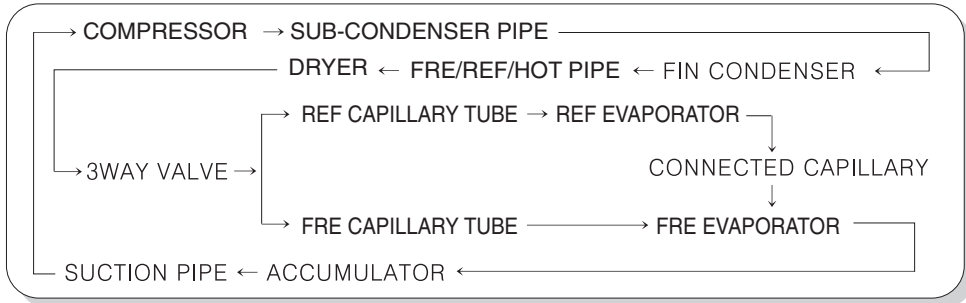 → COMPRESSOR → SUB-CONDENSER PIPE
DRYER ← FRE/REF/HOT PIPE ← FIN CONDENSER ←
→ REF CAPILLARY TUBE → REF EVAPORATOR
→ 3WAY VALVE → CONNECTED CAPILLARY
→ FRE CAPILLARY TUBE → FRE EVAPORATOR
SUCTION PIPE ← ACCUMULATOR ←